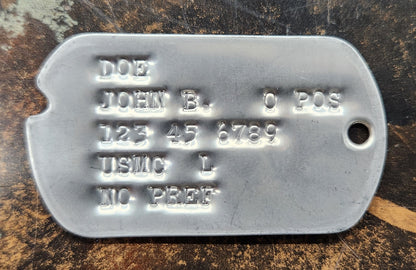 DOE
JOHN B. O POS
123 45 6789
USMC L
NO PREF